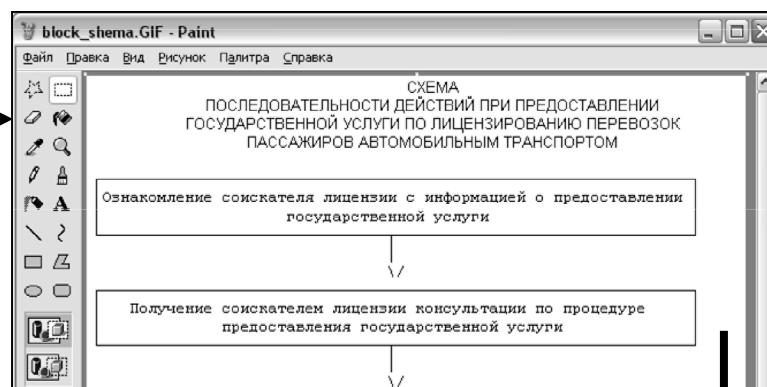 block_shema.GIF - Paint
Файл Правка Вид Рисунок Палитра Справка
СХЕМА
ПОСЛЕДОВАТЕЛЬНОСТИ ДЕЙСТВИЙ ПРИ ПРЕДОСТАВЛЕНИИ
ГОСУДАРСТВЕННОЙ УСЛУГИ ПО ЛИЦЕНЗИРОВАНИЮ ПЕРЕВОЗОК
ПАССАЖИРОВ АВТОМОБИЛЬНЫМ ТРАНСПОРТОМ
Ознакомление соискателя лицензии с информацией о предоставлении
государственной услуги
Получение соискателем лицензии консультации по процедуре
предоставления государственной услуги